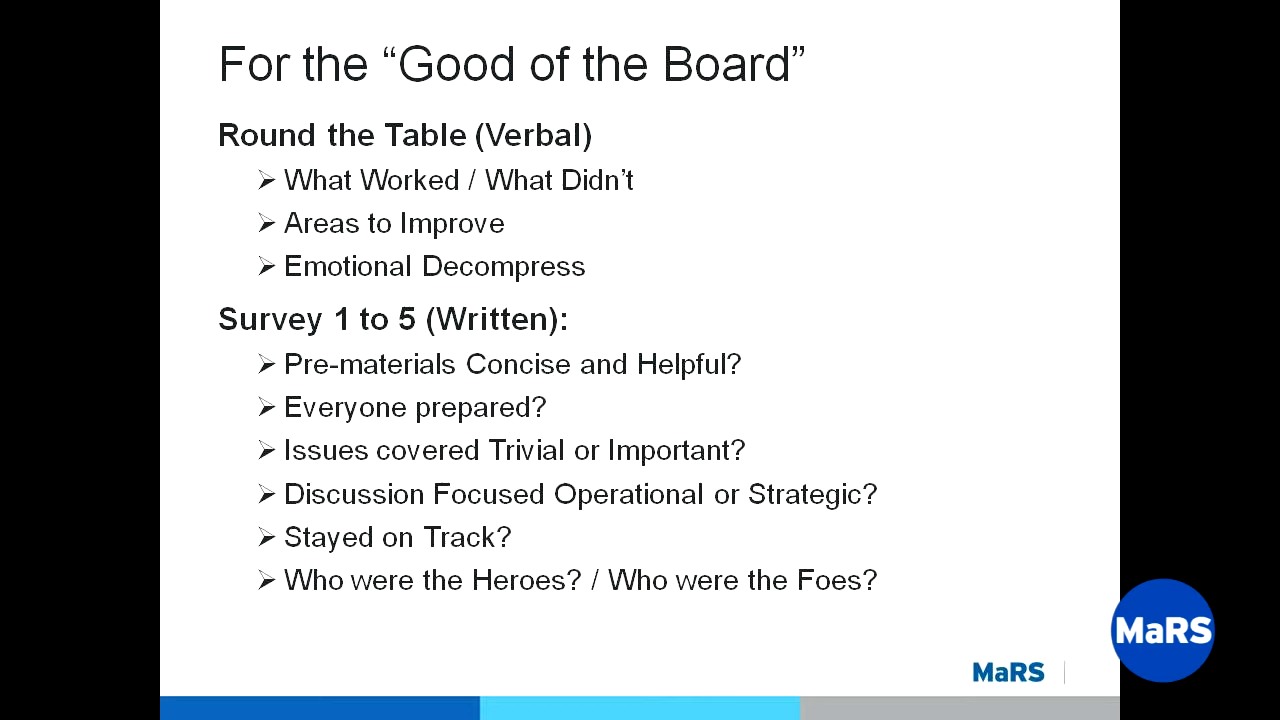 For the “Good of the Board”
Round the Table (Verbal)
What Worked / What Didn’t
Areas to Improve
Emotional Decompress
Survey 1 to 5 (Written):
Pre-materials Concise and Helpful?
Everyone prepared?
Issues covered Trivial or Important?
Discussion Focused Operational or Strategic?
Stayed on Track?
Who were the Heroes? / Who were the Foes?
MaRS
MaRS